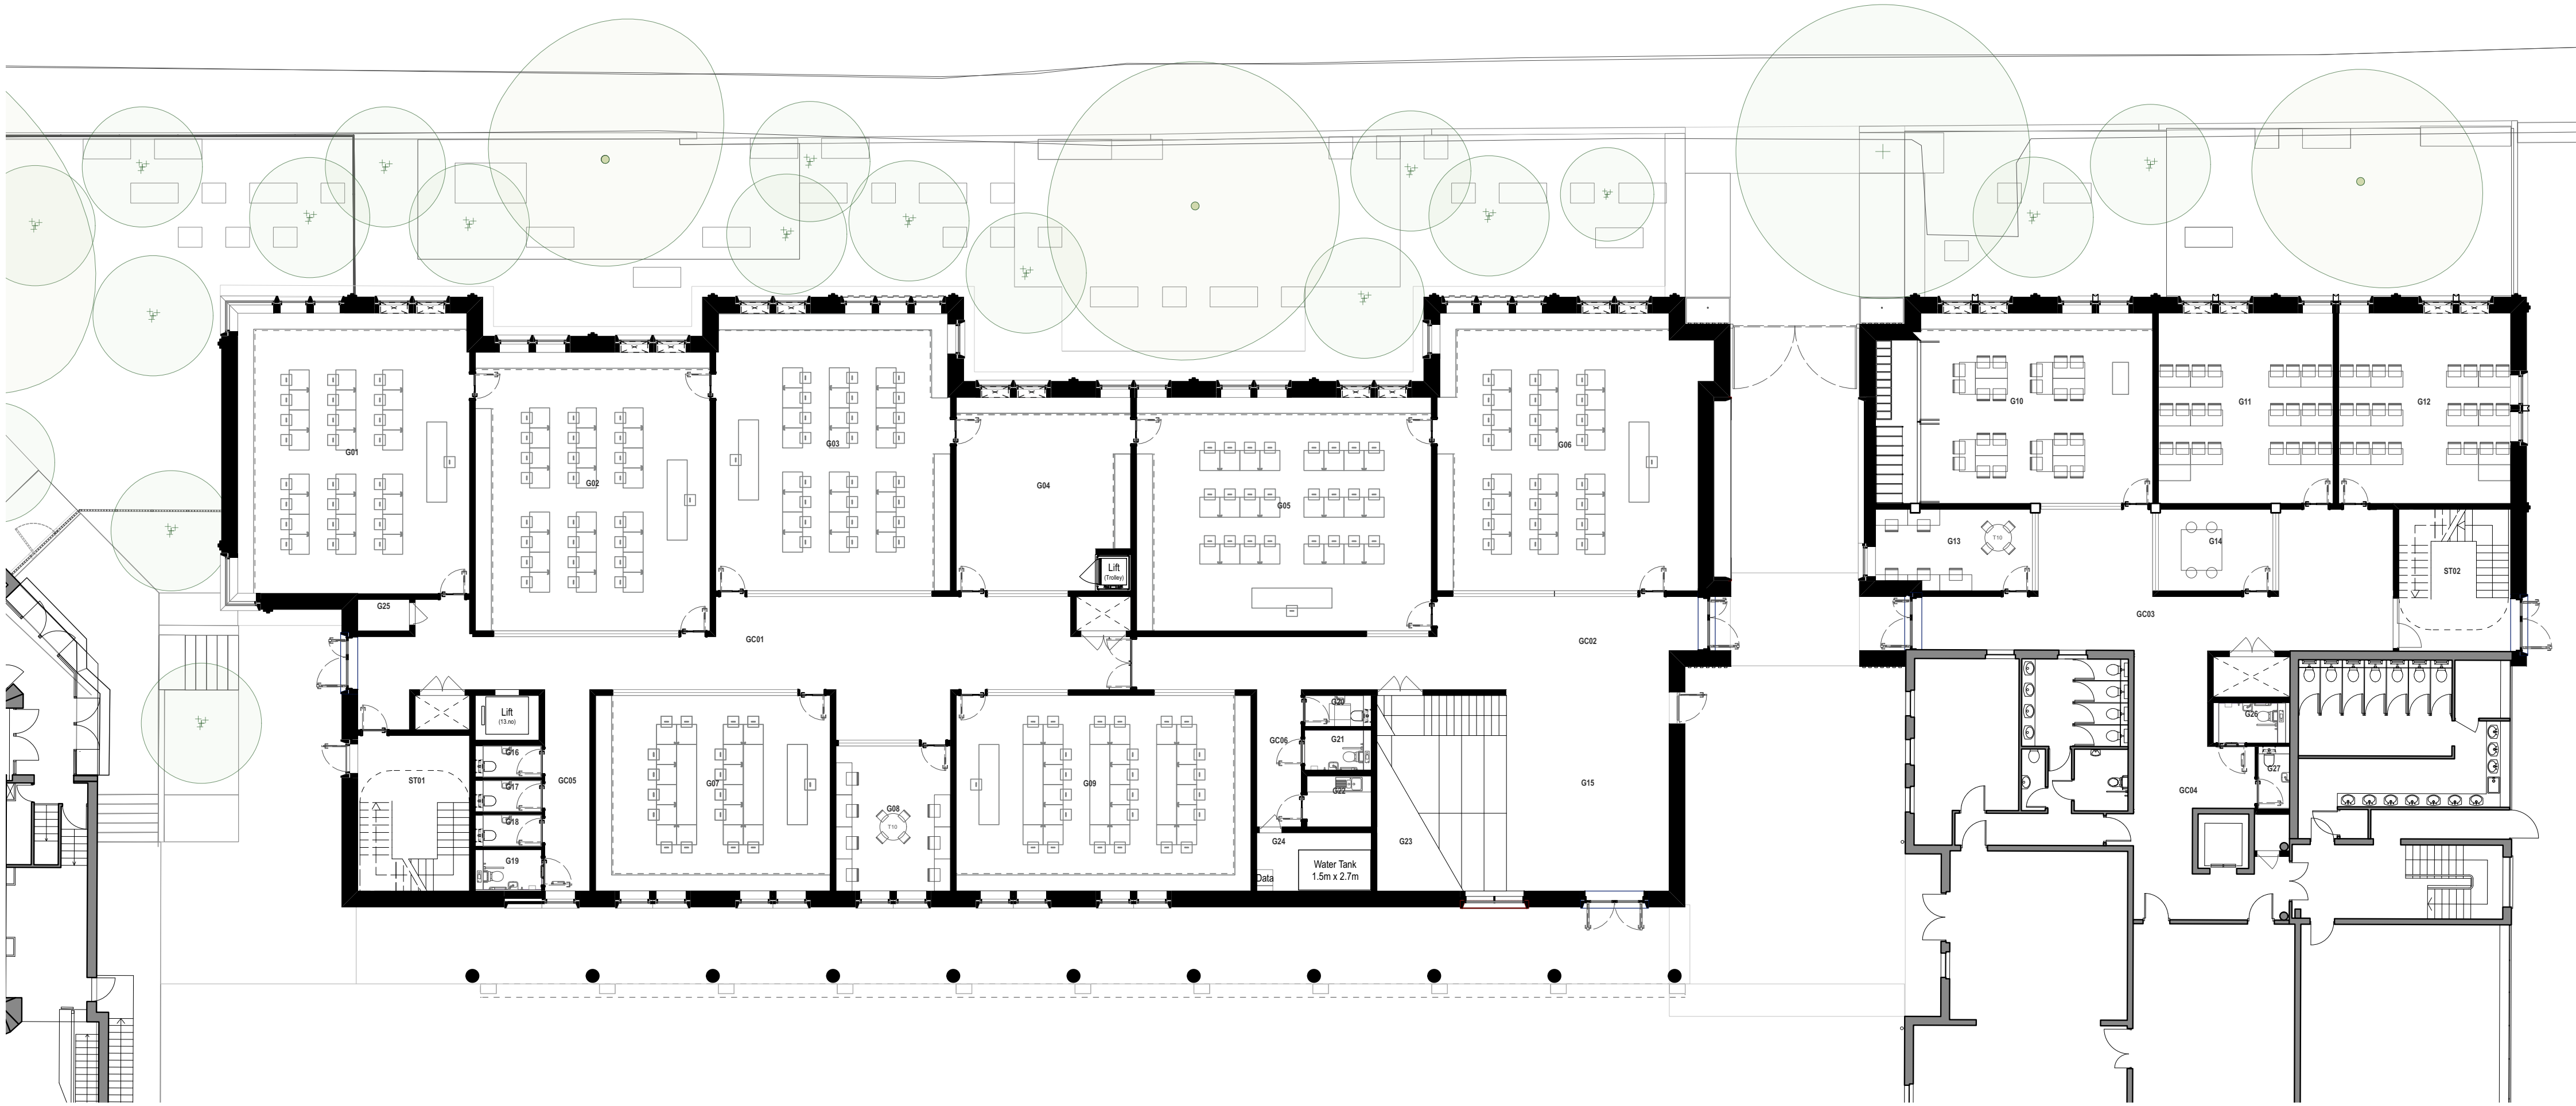 G01
G02
G03
G04
G05
G06
G10
G11
G12
G13
T10
G14
Lift
(Trolley)
ST02
G25
GC01
GC02
GC03
Lift
(13.no)
G16
G17
G18
G19
GC05
ST01
G07
G08
T10
G09
G20
GC06
G21
G22
G24
Data
Water Tank
1.5m x 2.7m
G23
G15
G26
G27
GC04